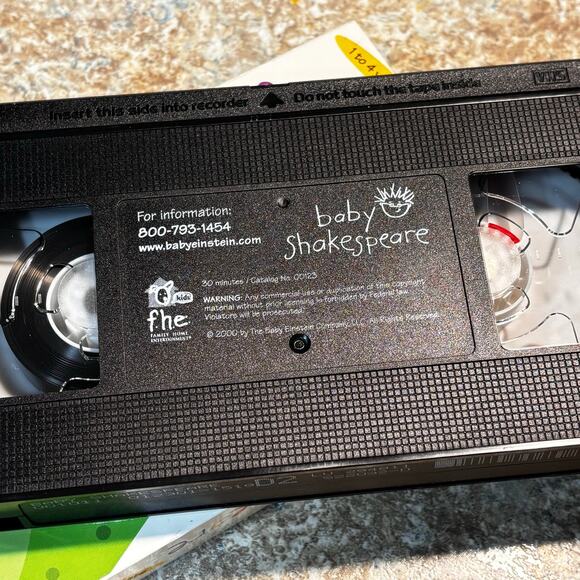 1 to 4
Insert this side into recorder Do not touch the tape inside
VHS
For information:
800-793-1454
www.babyeinstein.com
baby
shakespeare
kids
f.h.e.
FAMILY HOME
ENTERTAINMENT
30 minutes / Catalog No. 00123
WARNING: Any commercial use or duplication of this copyright
material without prior licensing is forbidden by Federal law.
Violators will be prosecuted.
© 2000 by The Baby Einstein Company, LLC. All Rights Reserved.
02